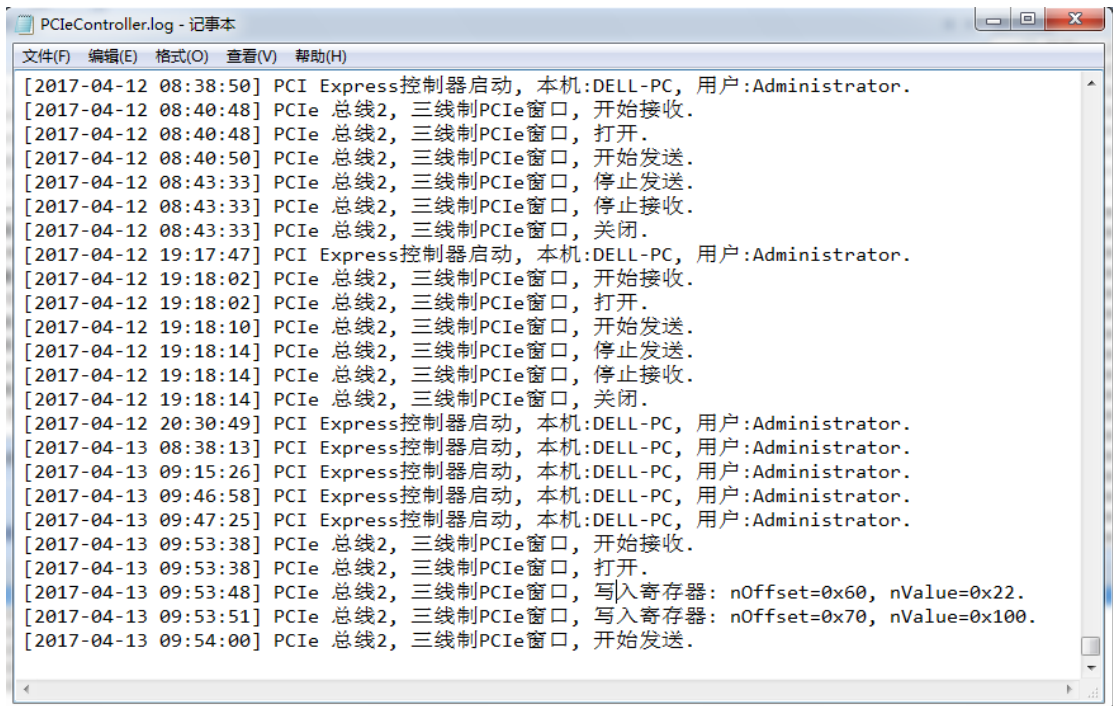 PCIeController.log - 记事本
文件(F) 编辑(E) 格式(O) 查看(V) 帮助(H)
[2017-04-12 08:38:50] PCI Express控制器启动, 本机:DELL-PC, 用户:Administrator.
[2017-04-12 08:40:48] PCIe 总线2, 三线制PCIe窗口, 开始接收.
[2017-04-12 08:40:48] PCIe 总线2, 三线制PCIe窗口, 打开.
[2017-04-12 08:40:50] PCIe 总线2, 三线制PCIe窗口, 开始发送.
[2017-04-12 08:43:33] PCIe 总线2, 三线制PCIe窗口, 停止发送.
[2017-04-12 08:43:33] PCIe 总线2, 三线制PCIe窗口, 停止接收.
[2017-04-12 08:43:33] PCIe 总线2, 三线制PCIe窗口, 关闭.
[2017-04-12 19:17:47] PCI Express控制器启动, 本机:DELL-PC, 用户:Administrator.
[2017-04-12 19:18:02] PCIe 总线2, 三线制PCIe窗口, 开始接收.
[2017-04-12 19:18:02] PCIe 总线2, 三线制PCIe窗口, 打开.
[2017-04-12 19:18:10] PCIe 总线2, 三线制PCIe窗口, 开始发送.
[2017-04-12 19:18:14] PCIe 总线2, 三线制PCIe窗口, 停止发送.
[2017-04-12 19:18:14] PCIe 总线2, 三线制PCIe窗口, 停止接收.
[2017-04-12 19:18:14] PCIe 总线2, 三线制PCIe窗口, 关闭.
[2017-04-12 20:30:49] PCI Express控制器启动, 本机:DELL-PC, 用户:Administrator.
[2017-04-13 08:38:13] PCI Express控制器启动, 本机:DELL-PC, 用户:Administrator.
[2017-04-13 09:15:26] PCI Express控制器启动, 本机:DELL-PC, 用户:Administrator.
[2017-04-13 09:46:58] PCI Express控制器启动, 本机:DELL-PC, 用户:Administrator.
[2017-04-13 09:47:25] PCI Express控制器启动, 本机:DELL-PC, 用户:Administrator.
[2017-04-13 09:53:38] PCIe 总线2, 三线制PCIe窗口, 开始接收.
[2017-04-13 09:53:38] PCIe 总线2, 三线制PCIe窗口, 打开.
[2017-04-13 09:53:48] PCIe 总线2, 三线制PCIe窗口, 写入寄存器: nOffset=0x60, nValue=0x22.
[2017-04-13 09:53:51] PCIe 总线2, 三线制PCIe窗口, 写入寄存器: nOffset=0x70, nValue=0x100.
[2017-04-13 09:54:00] PCIe 总线2, 三线制PCIe窗口, 开始发送.